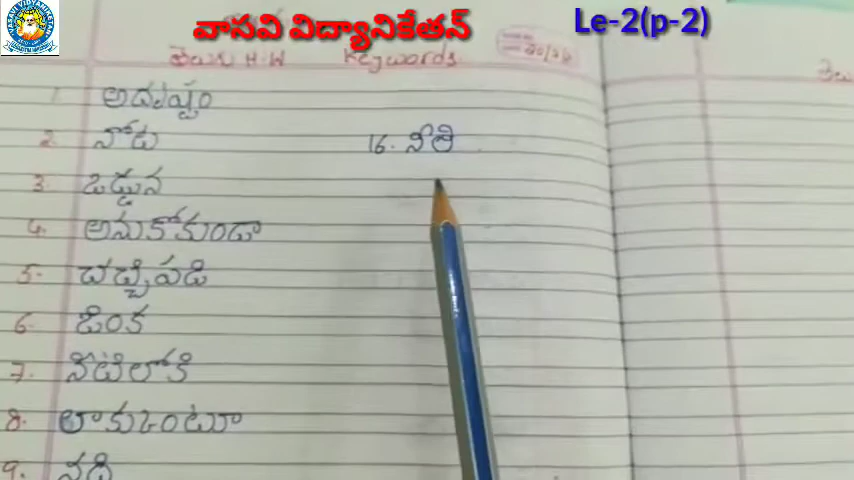 వాసవి విద్యానికేతన్
Le-2(p-2)
తెలుగు H.W Keywords
1. అదృష్టం
2. నోడు
16. నీతి
3. ఒడ్డున
4. అనుకోకుండా
5. చచ్చిపడి
6. జింక
7. నీటిలోకి
8. తాకుఒంటూ
9. నది